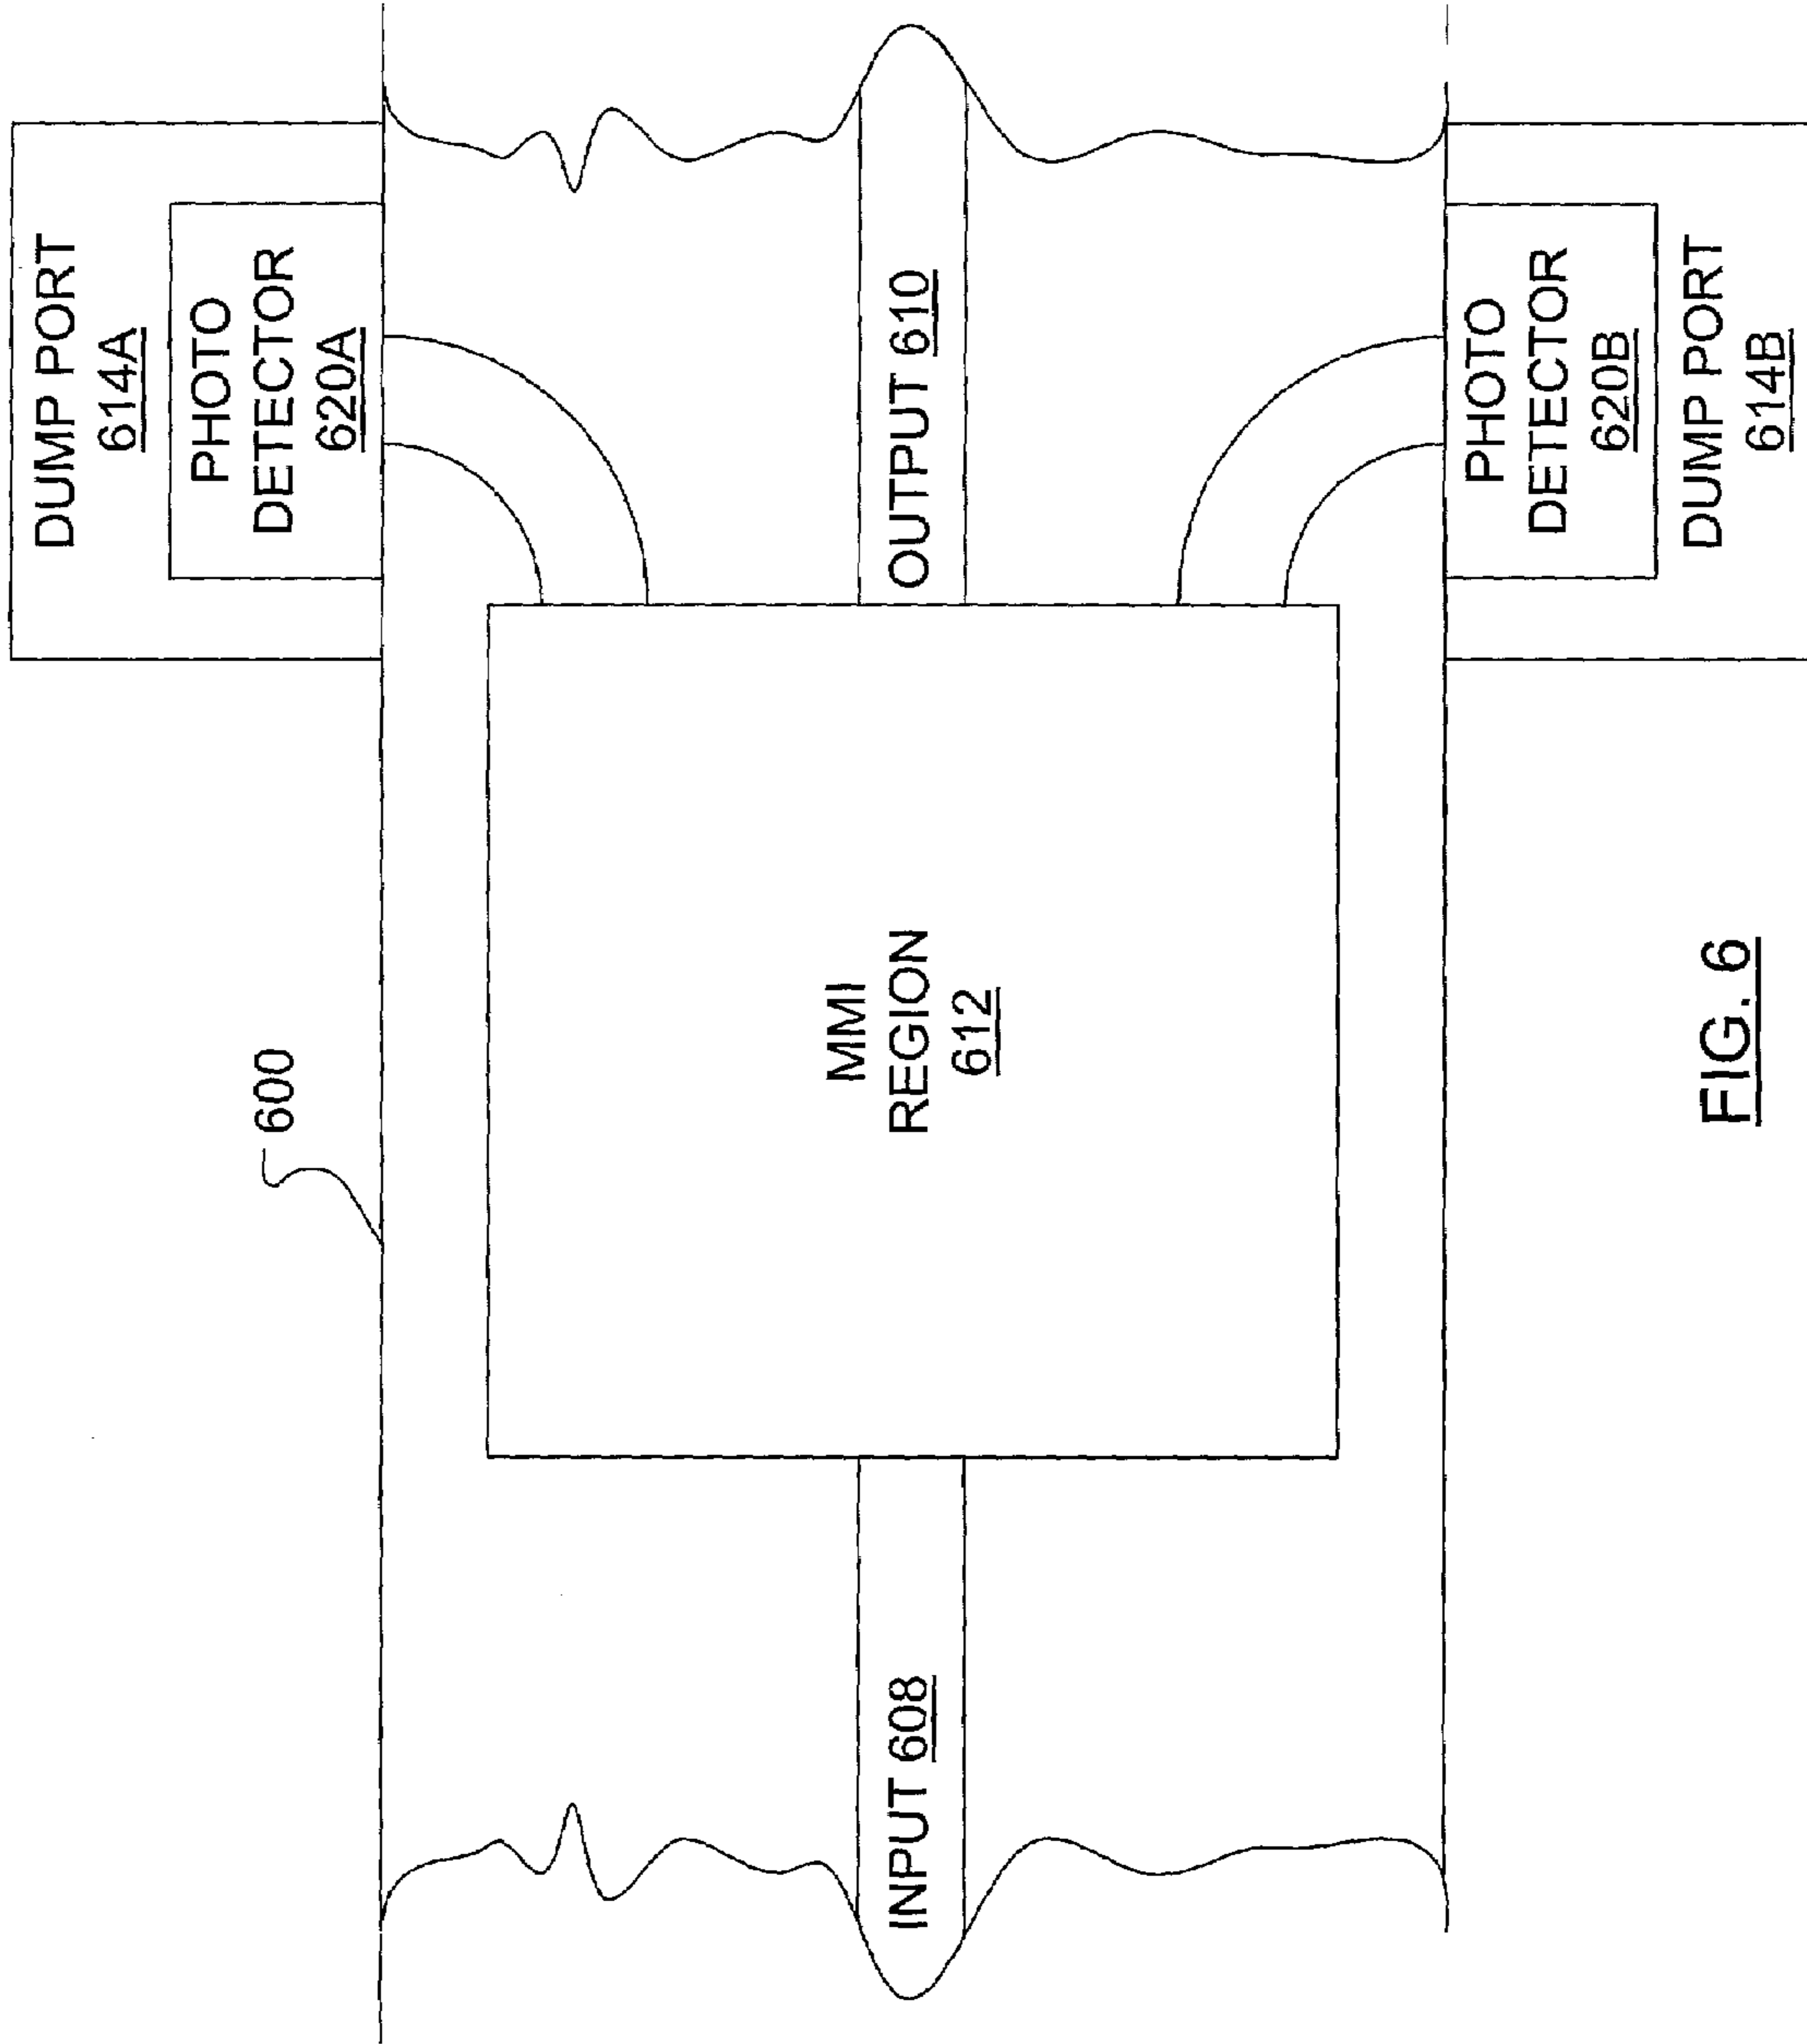 DUMP PORT
614A
PHOTO
DETECTOR
620A
600
MMI
REGION
612
INPUT 608
OUTPUT 610
PHOTO
DETECTOR
620B
DUMP PORT
614B
FIG. 6